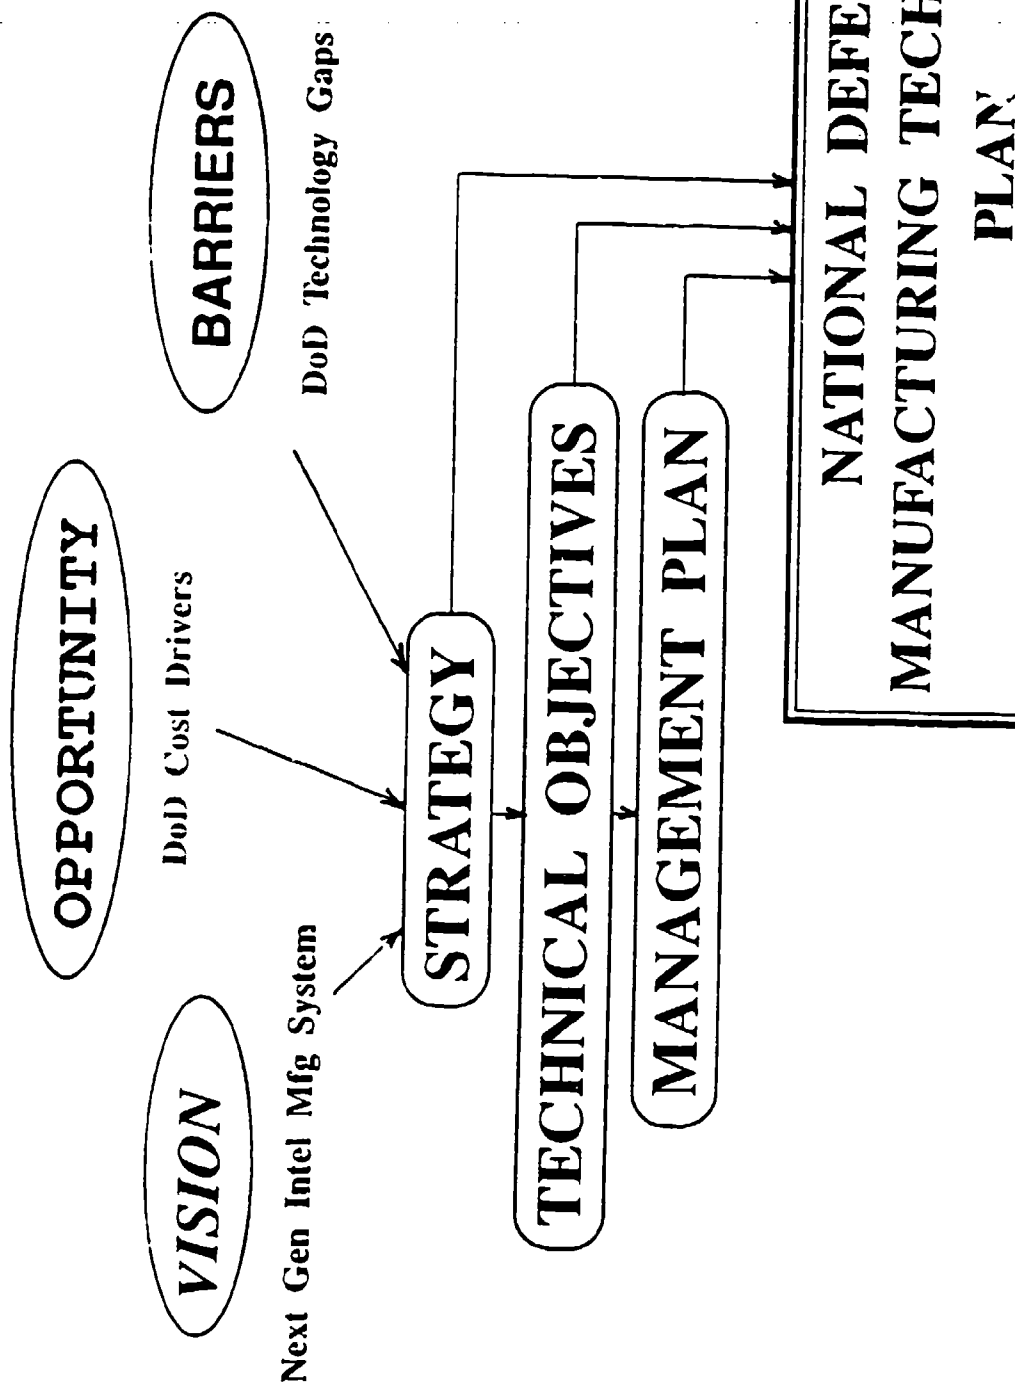 OPPORTUNITY
VISION
BARRIERS
DoD Cost Drivers
Next Gen Intel Mfg System
DoD Technology Gaps
STRATEGY
TECHNICAL OBJECTIVES
MANAGEMENT PLAN
NATIONAL DEFE
MANUFACTURING TECH
PLAN